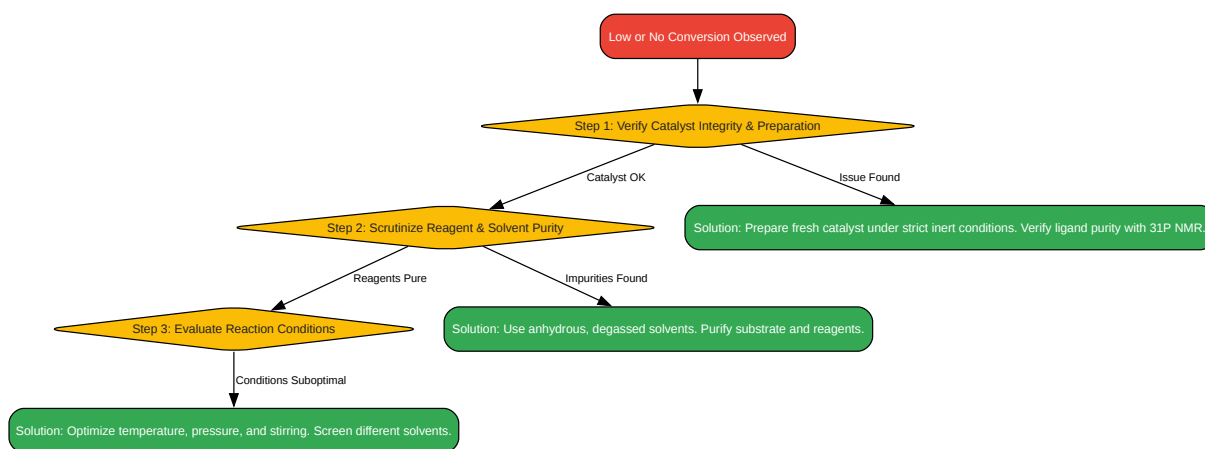 Low or No Conversion Observed
Step 1: Verify Catalyst Integrity & Preparation
Catalyst OK
Issue Found
Step 2: Scrutinize Reagent & Solvent Purity
Solution: Prepare fresh catalyst under strict inert conditions. Verify ligand purity with 31P NMR.
Reagents Pure
Impurities Found
Step 3: Evaluate Reaction Conditions
Solution: Use anhydrous, degassed solvents. Purify substrate and reagents.
Conditions Suboptimal
Solution: Optimize temperature, pressure, and stirring. Screen different solvents.